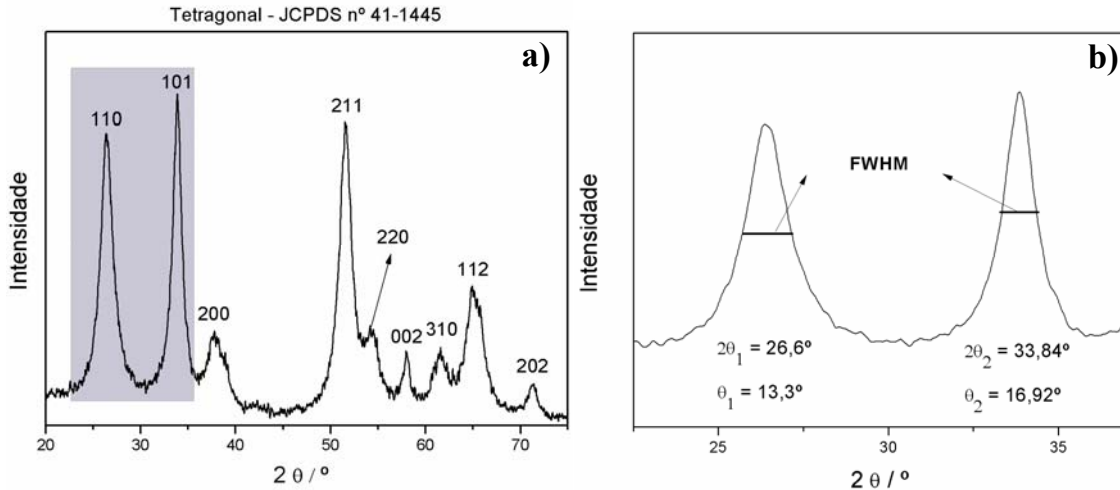 Tetragonal - JCPDS nº 41-1445
a)
110
101
200
211
220
002
310
112
202
Intensidade
20 30 40 50 60 70
2 θ / º
b)
FWHM
Intensidade
2θ1 = 26,6º
θ1 = 13,3º
2θ2 = 33,84º
θ2 = 16,92º
25 30 35
2 θ / º